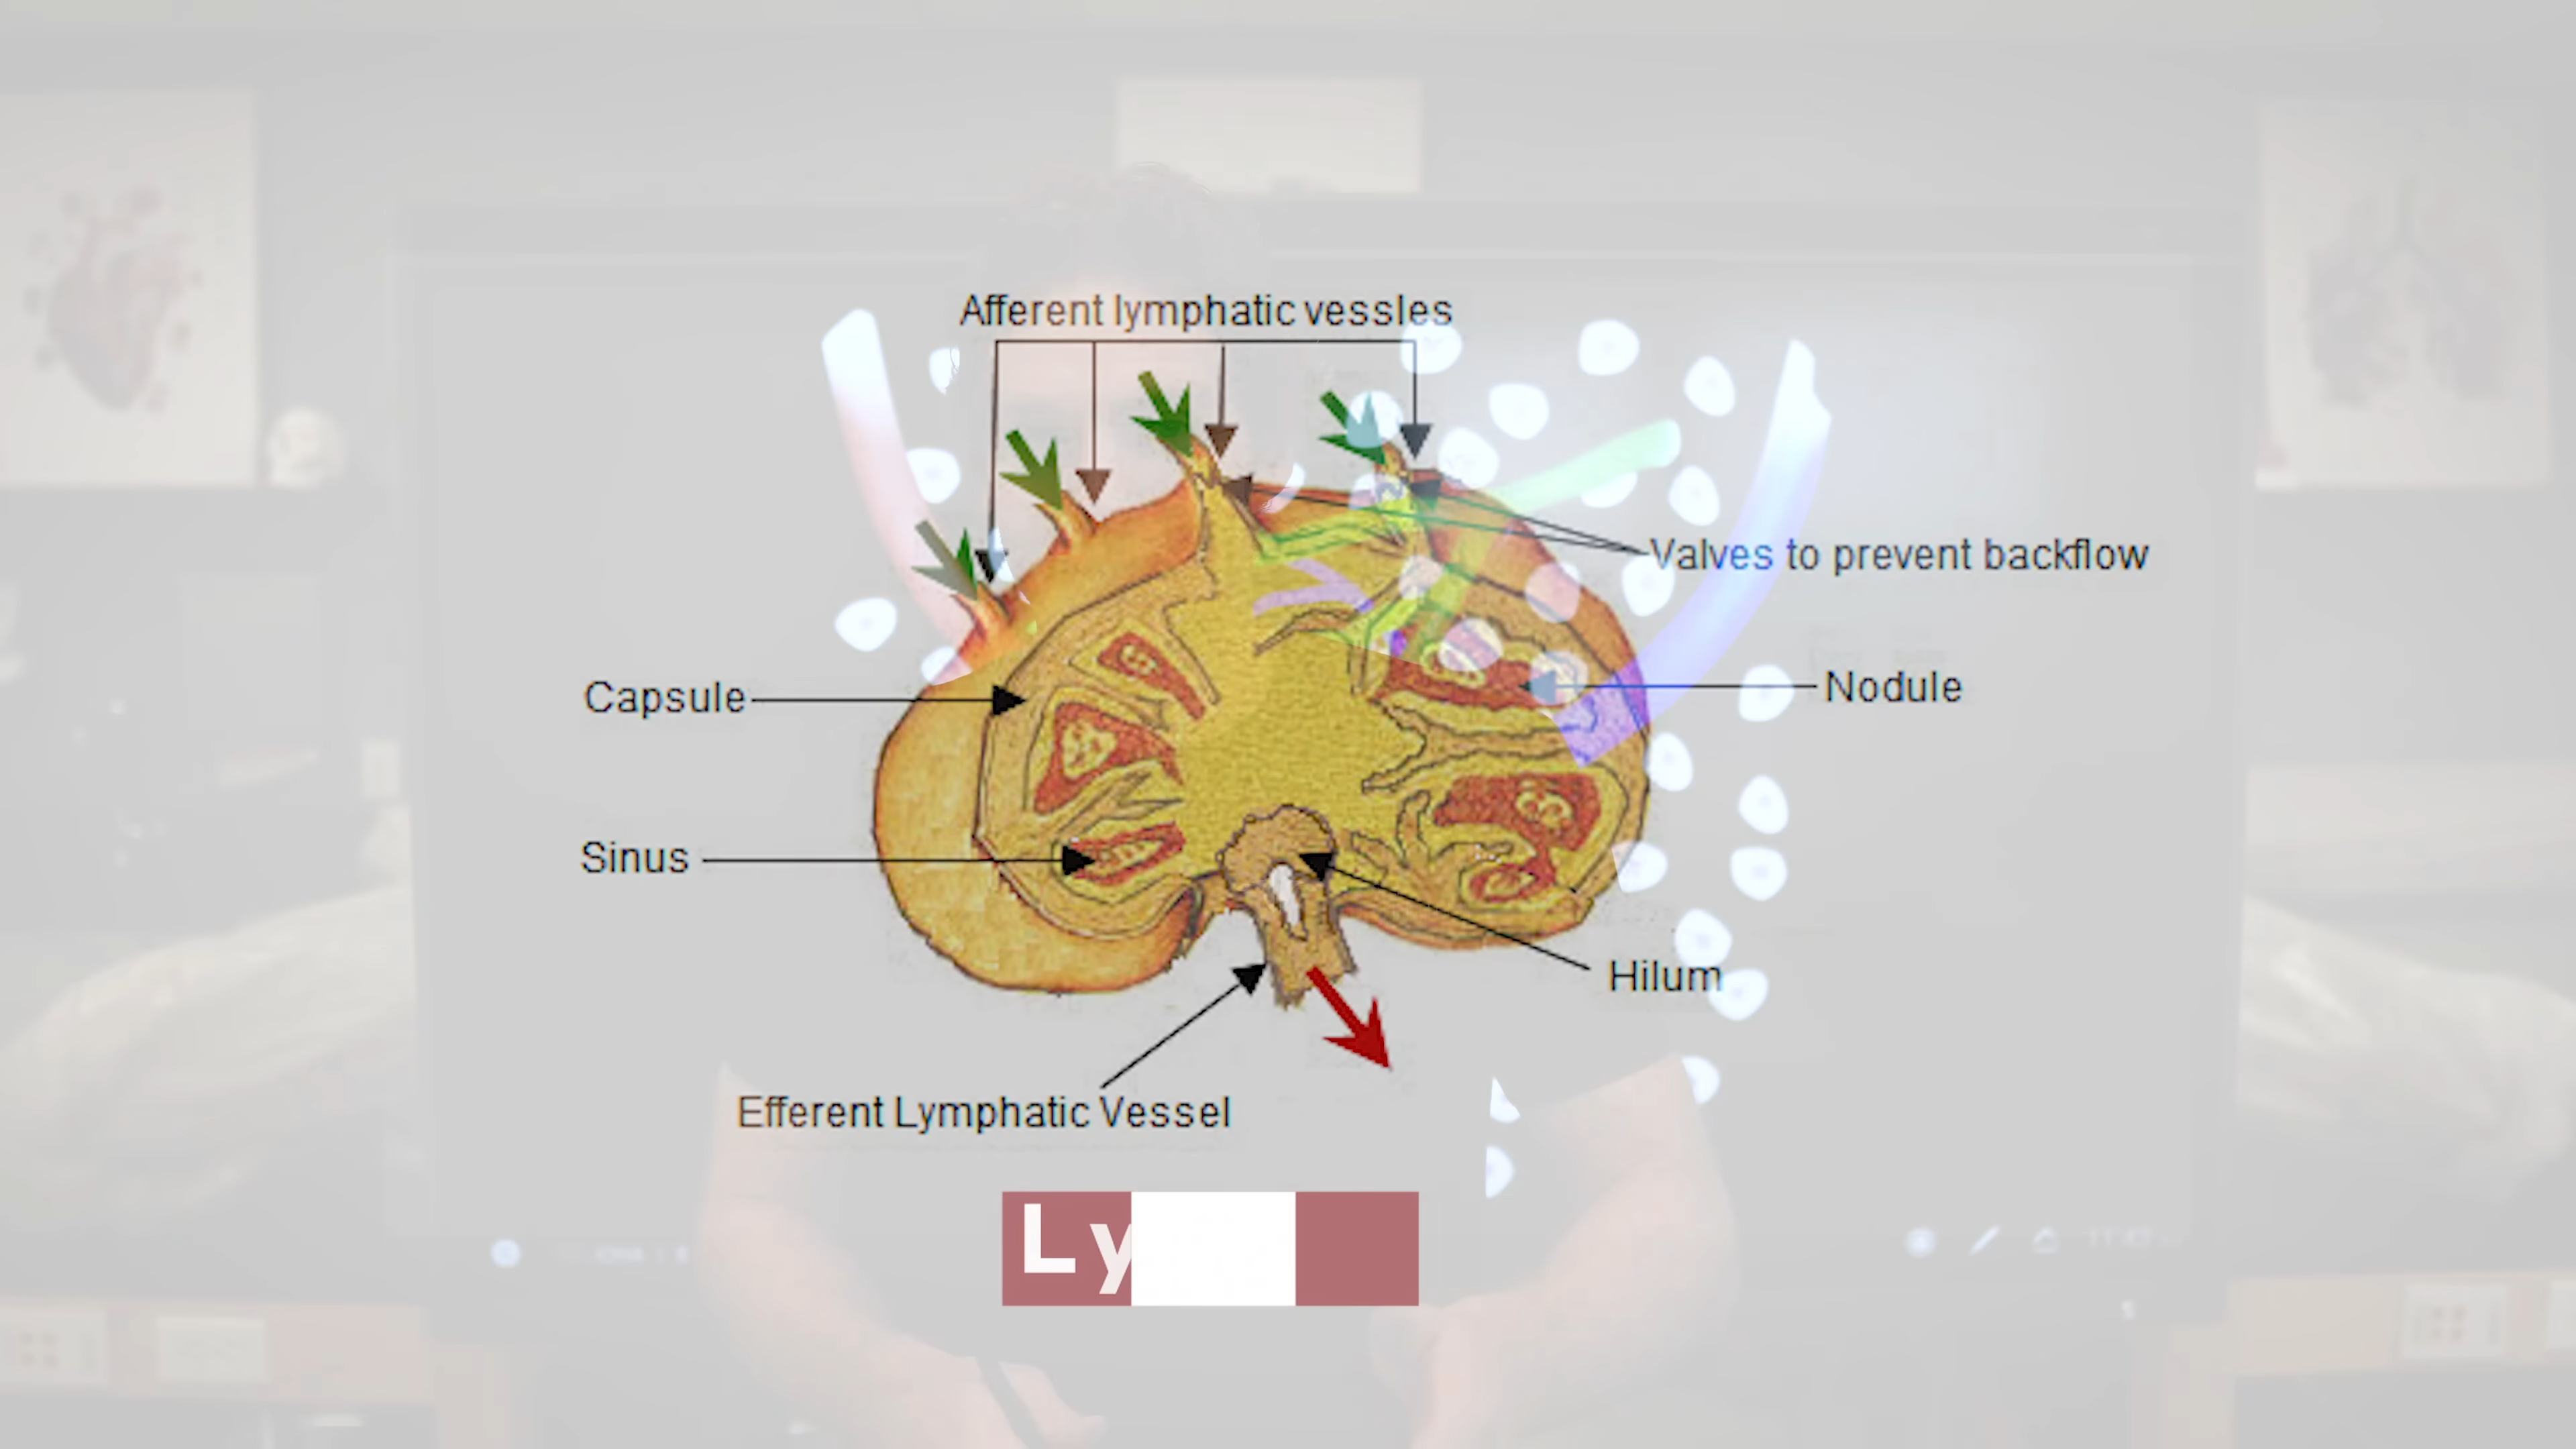 Afferent lymphatic vessles
Valves to prevent backflow
Capsule
Nodule
Sinus
Hilum
Efferent Lymphatic Vessel
Ly